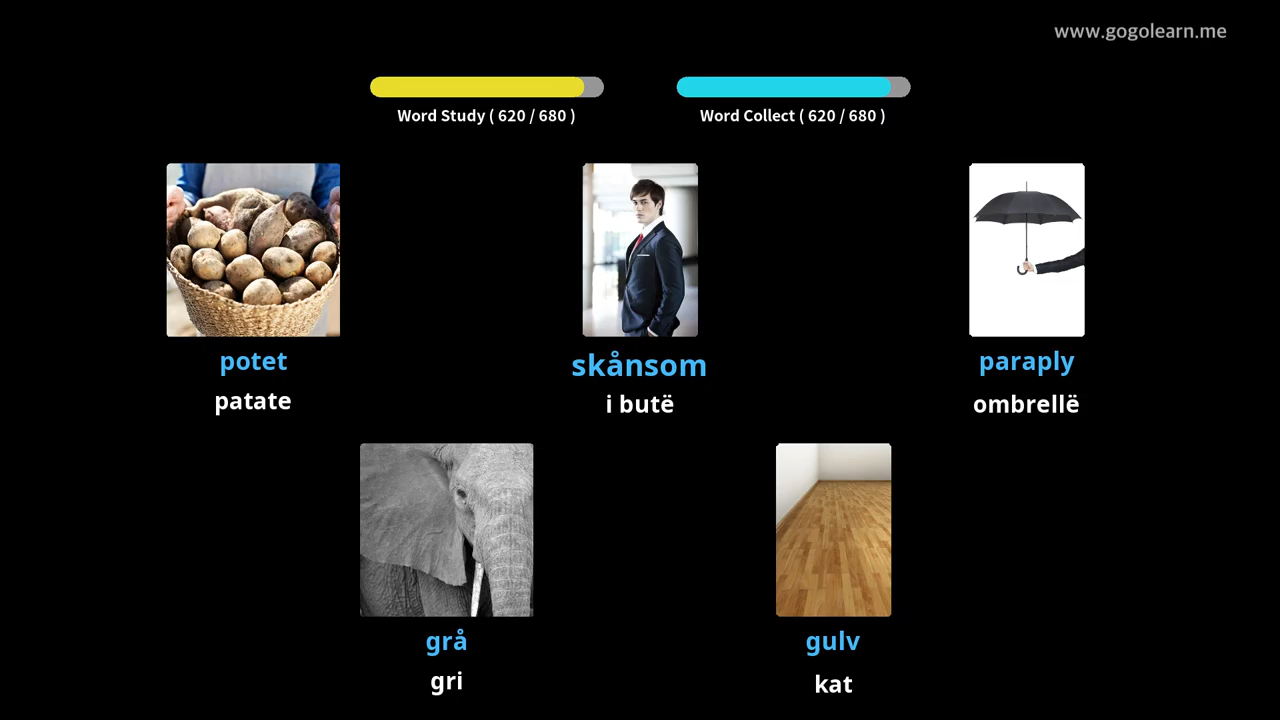 www.gogolearn.me
Word Study ( 620 / 680 )
Word Collect ( 620 / 680 )
potet
patate
skånsom
i butë
paraply
ombrellë
grå
gri
gulv
kat